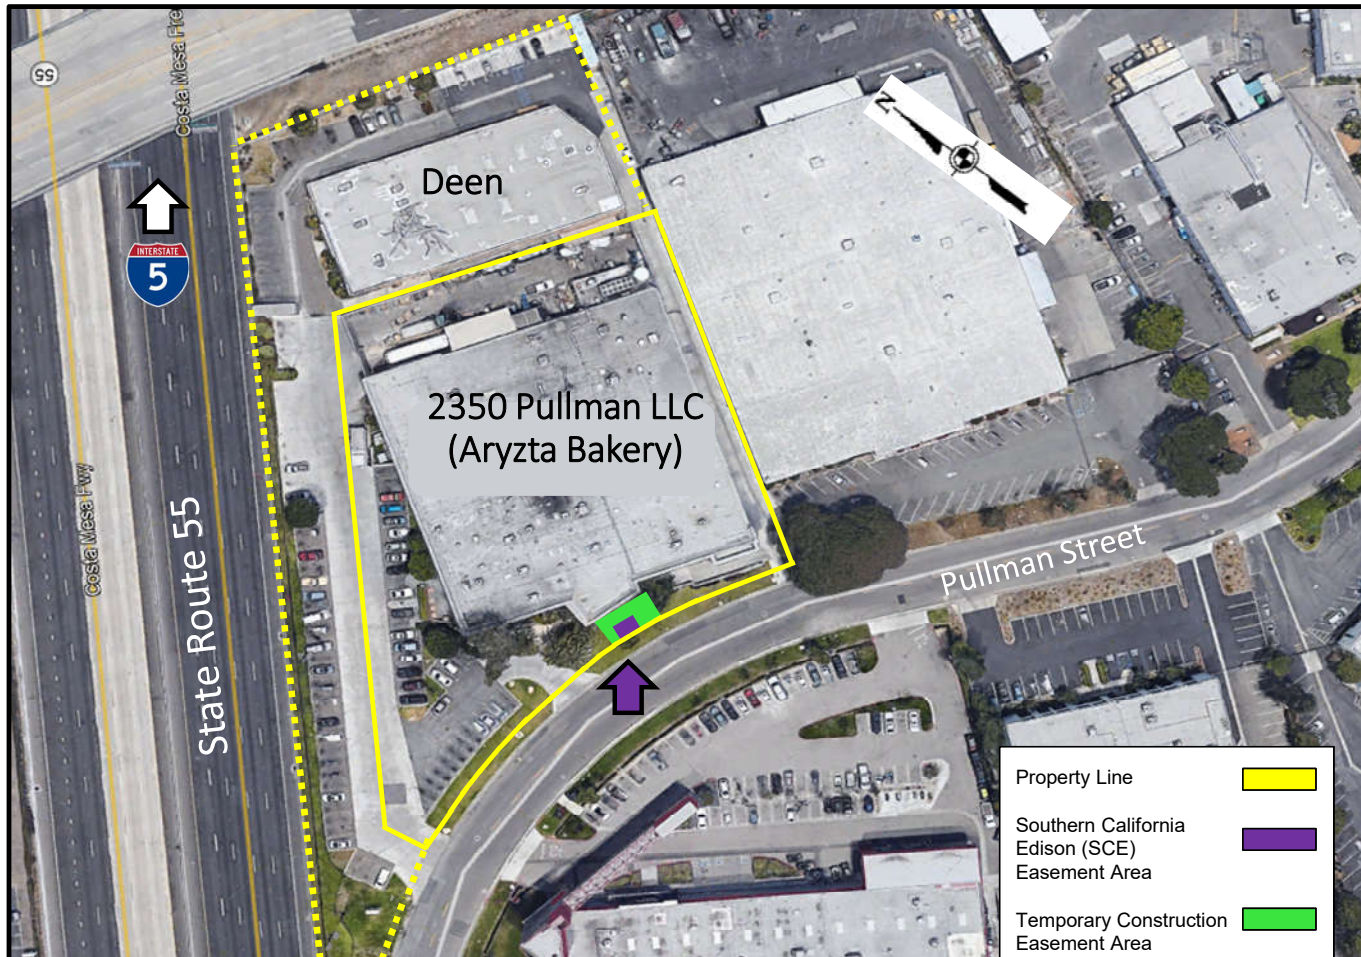 55
Costa Mesa Fre
N
Deen
INTERSTATE
5
2350 Pullman LLC
(Aryzta Bakery)
Costa Mesa Fwy
State Route 55
Pullman Street
Property Line
Southern California
Edison (SCE)
Easement Area
Temporary Construction
Easement Area